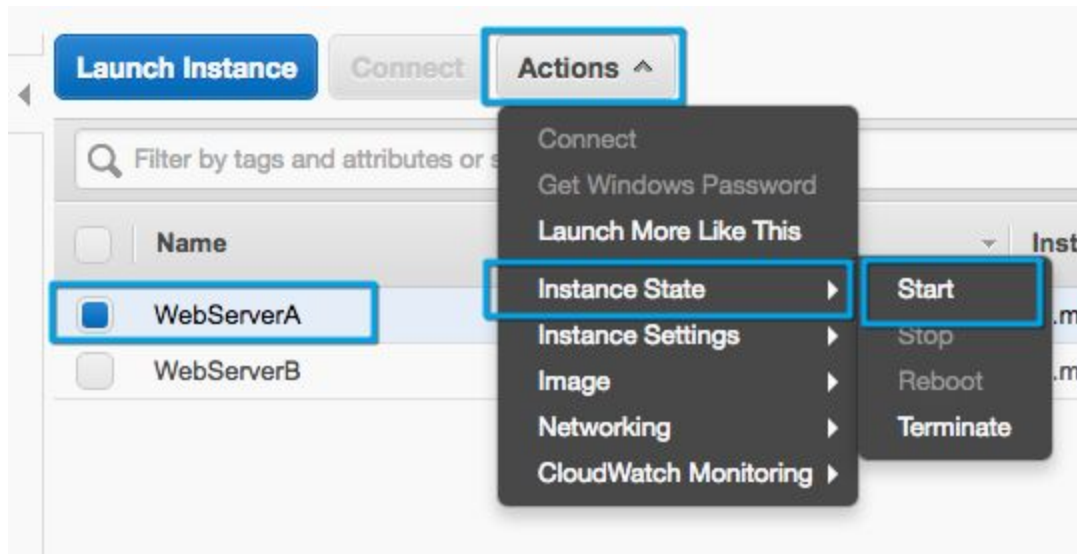 Launch Instance Connect Actions
Filter by tags and attributes or
Connect
Get Windows Password
Launch More Like This
Name
Instance State
Start
WebServerA
Instance Settings
Stop
WebServerB
Image
Reboot
Networking
Terminate
CloudWatch Monitoring